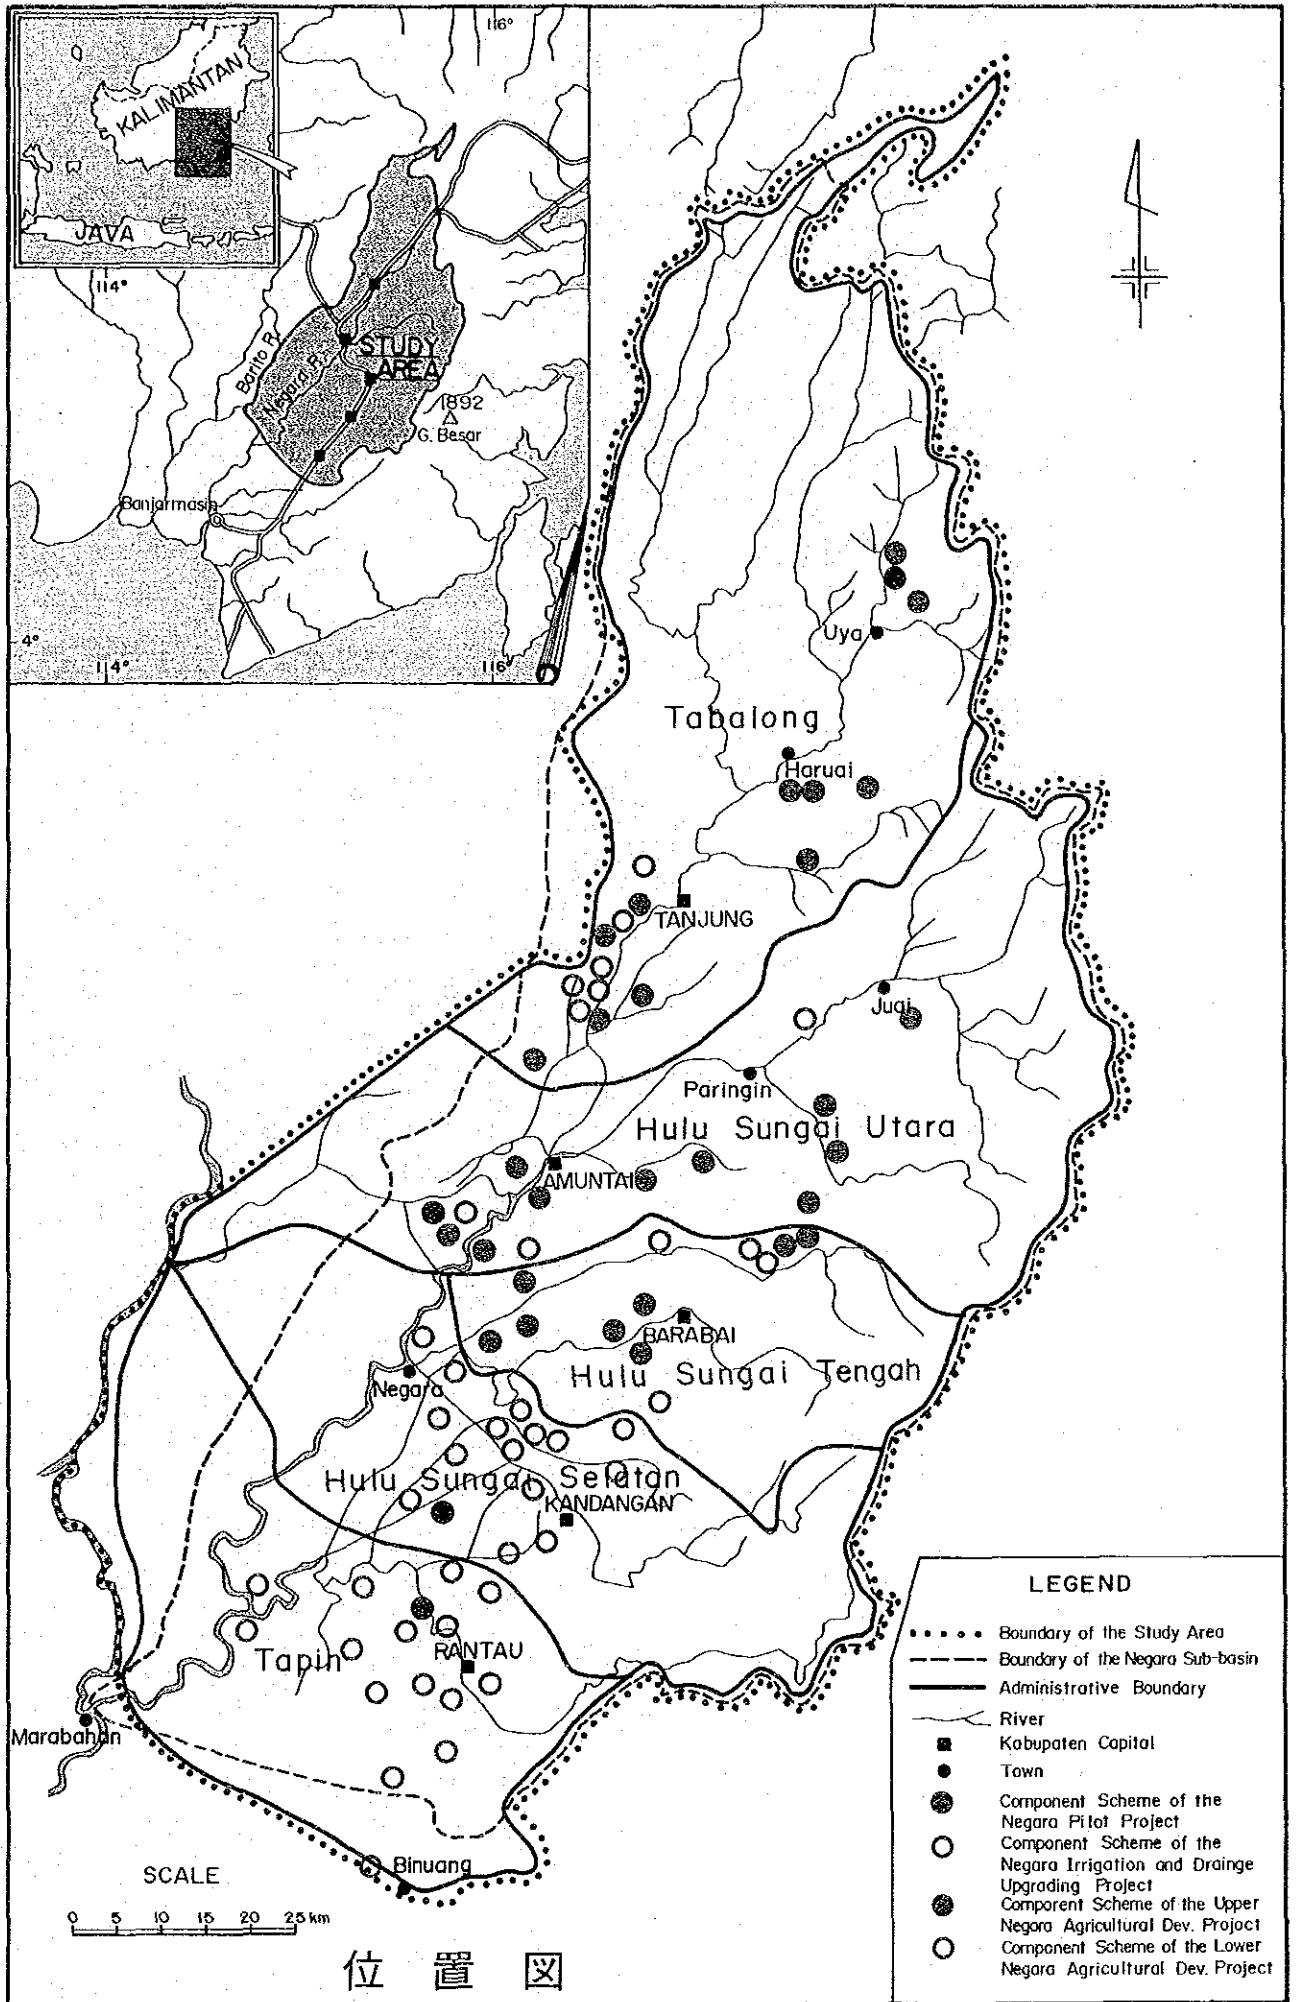 116°
KALIMANTAN
JAVA
114°
Barito R.
Negara R.
STUDY
AREA
1892
G. Besar
Banjarmasin
4°
114°
116°
Uya
Tabalong
Haruai
TANJUNG
Juai
Paringin
Hulu Sungai Utara
AMUNTAI
BARABAI
Hulu Sungai Tengah
Negara
Hulu Sungai Selatan
KANDANGAN
Tapin
RANTAU
Marabahan
Binuang
SCALE
0 5 10 15 20 25 km
位置図
LEGEND
Boundary of the Study Area
Boundary of the Negara Sub-basin
Administrative Boundary
River
Kabupaten Capital
Town
Component Scheme of the
Negara Pilot Project
Component Scheme of the
Negara Irrigation and Drainge
Upgrading Project
Component Scheme of the Upper
Negara Agricultural Dev. Project
Component Scheme of the Lower
Negara Agricultural Dev. Project